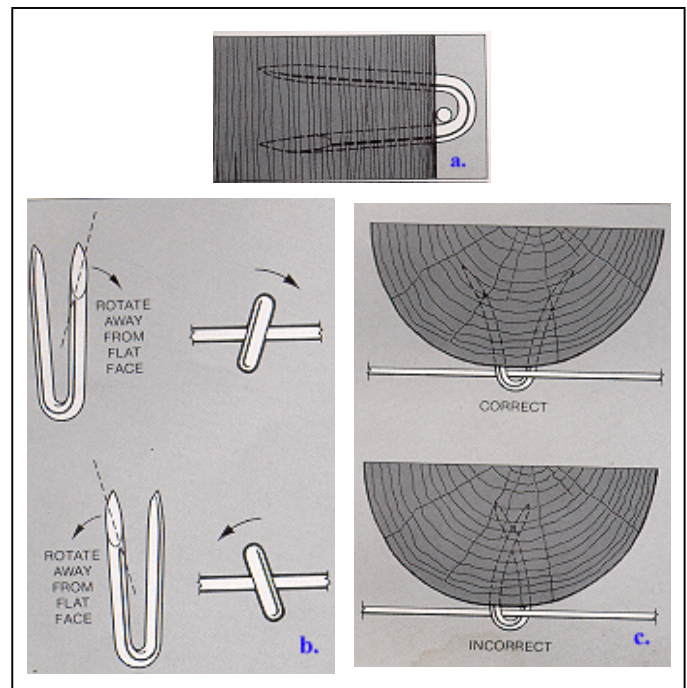 a.
ROTATE
AWAY
FROM
FLAT
FACE
ROTATE
AWAY
FROM
FLAT
FACE
b.
CORRECT
INCORRECT
c.